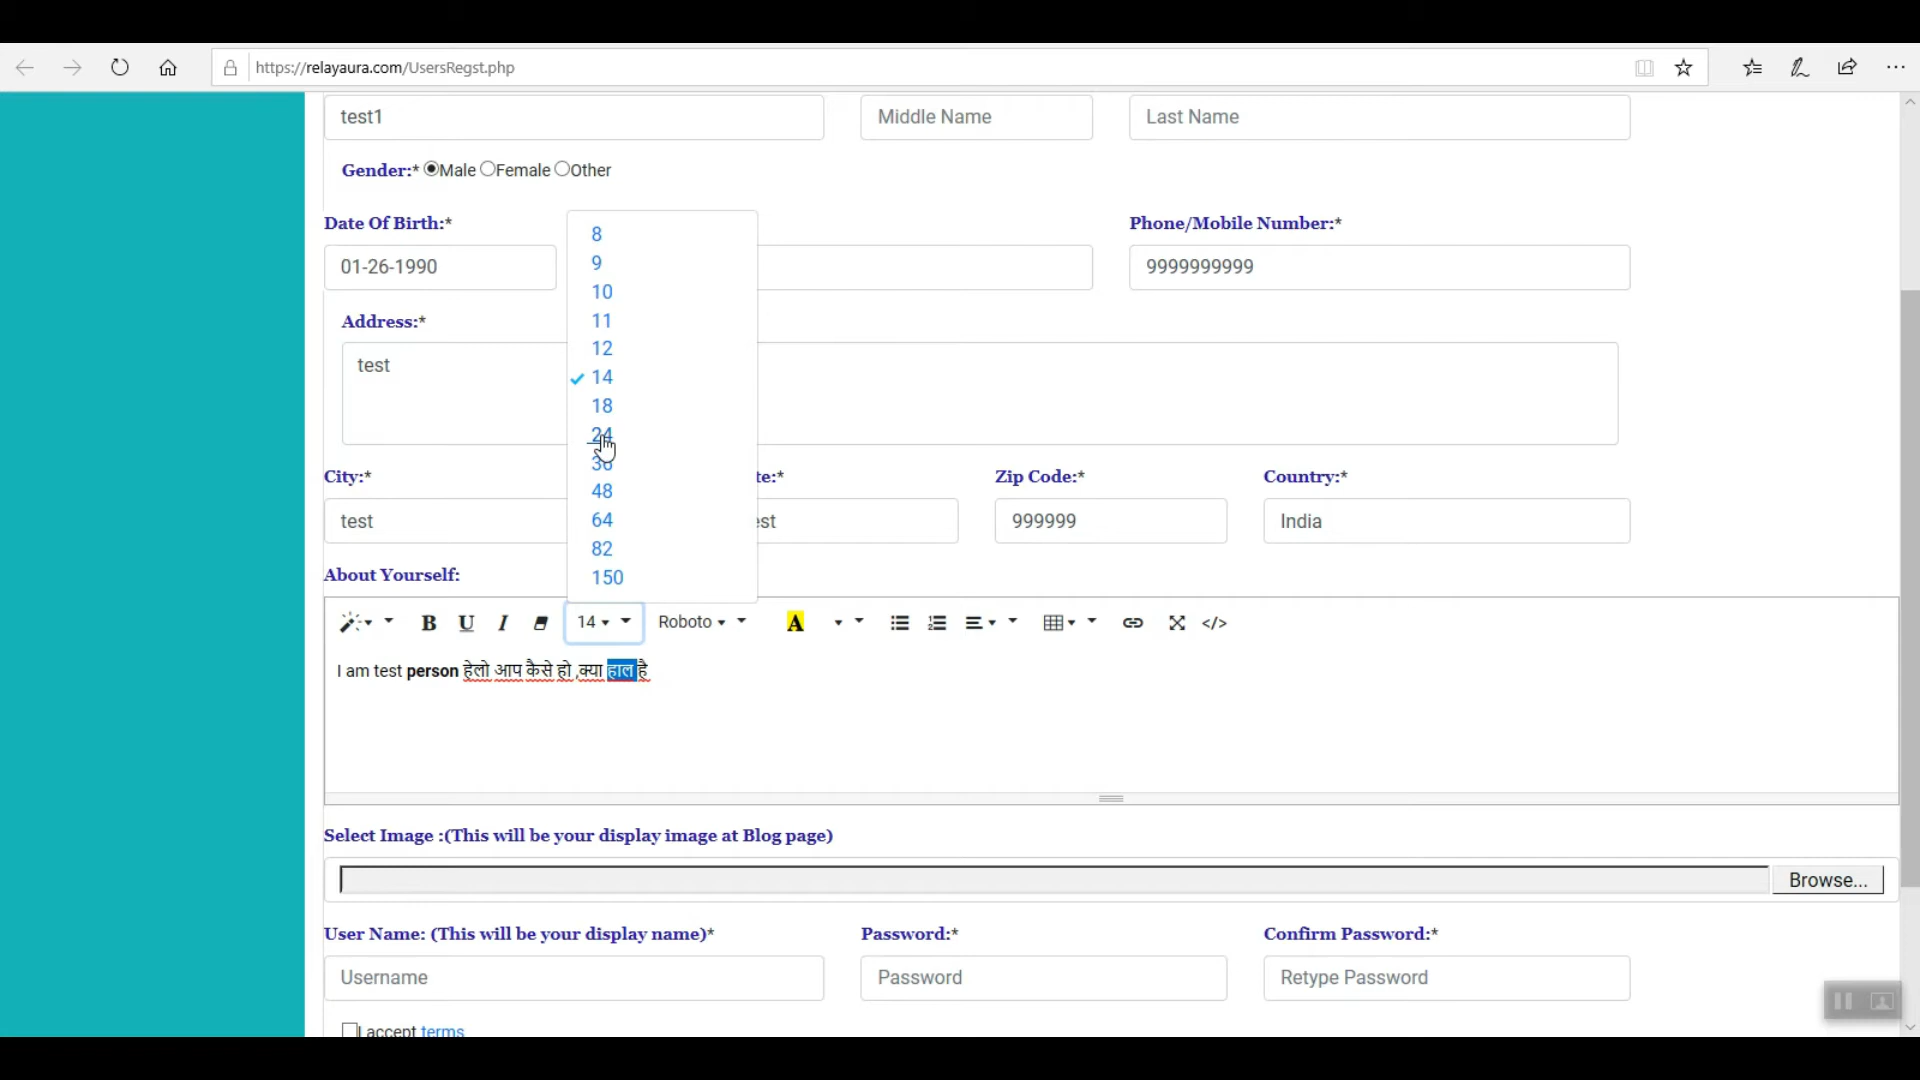 https://relayaura.com/UsersRegst.php
test1 Middle Name Last Name
Gender:* Male Female Other
Date Of Birth:* Phone/Mobile Number:*
01-26-1990 9999999999
8
9
10
11
12
14
18
24
36
48
64
82
150
Address:*
test
City:* te:* Zip Code:* Country:*
test est 999999 India
About Yourself:
B U I 14 Roboto A </>
I am test person हेलो आप कैसे हो ,क्या हाल है
Select Image :(This will be your display image at Blog page)
Browse...
User Name: (This will be your display name)* Password:* Confirm Password:*
Username Password Retype Password
I accept terms